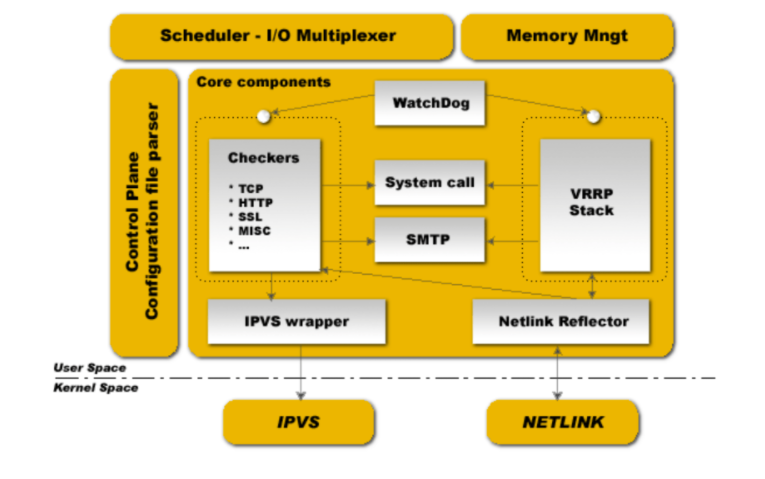 Scheduler - I/O Multiplexer
Memory Mngt
Control Plane
Configuration file parser
Core components
WatchDog
Checkers
* TCP
* HTTP
* SSL
* MISC
* ...
System call
SMTP
VRRP
Stack
IPVS wrapper
Netlink Reflector
User Space
Kernel Space
IPVS
NETLINK